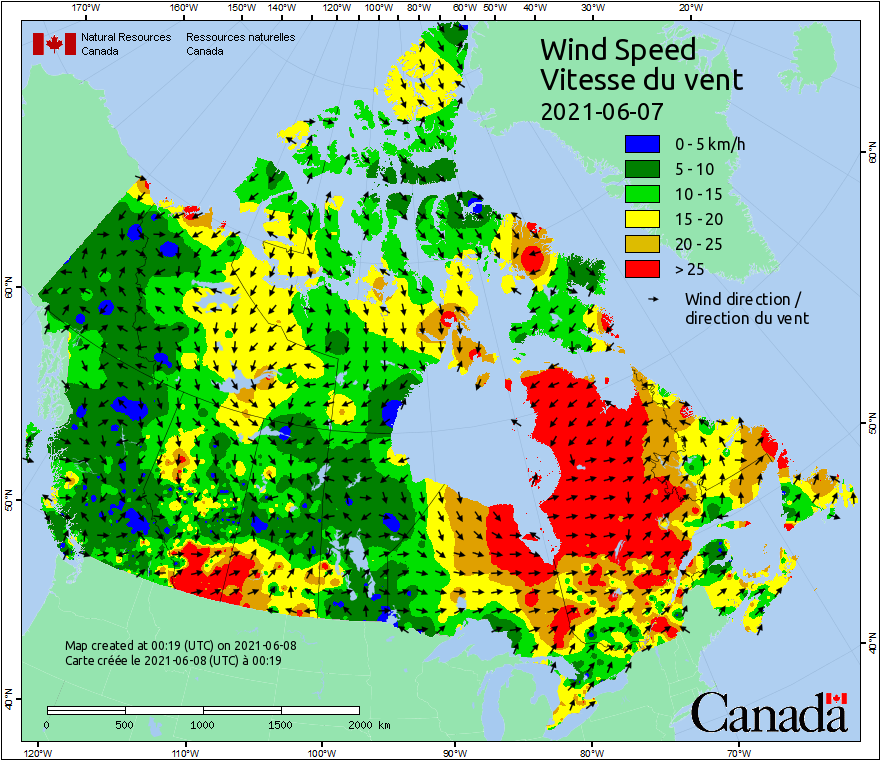 170°W 160°W 150°W 140°W 130°W 120°W 110°W 100°W 90°W 80°W 70°W 60°W 50°W 40°W 30°W 20°W
Natural Resources Ressources naturelles
Canada Canada
Wind Speed
Vitesse du vent
2021-06-07
0 - 5 km/h
5 - 10
10 - 15
15 - 20
20 - 25
> 25
Wind direction /
direction du vent
60°N
60°N
50°N
50°N
40°N
40°N
Map created at 00:19 (UTC) on 2021-06-08
Carte créée le 2021-06-08 (UTC) à 00:19
0 500 1000 1500 2000 km
Canada
120°W 110°W 100°W 90°W 80°W 70°W